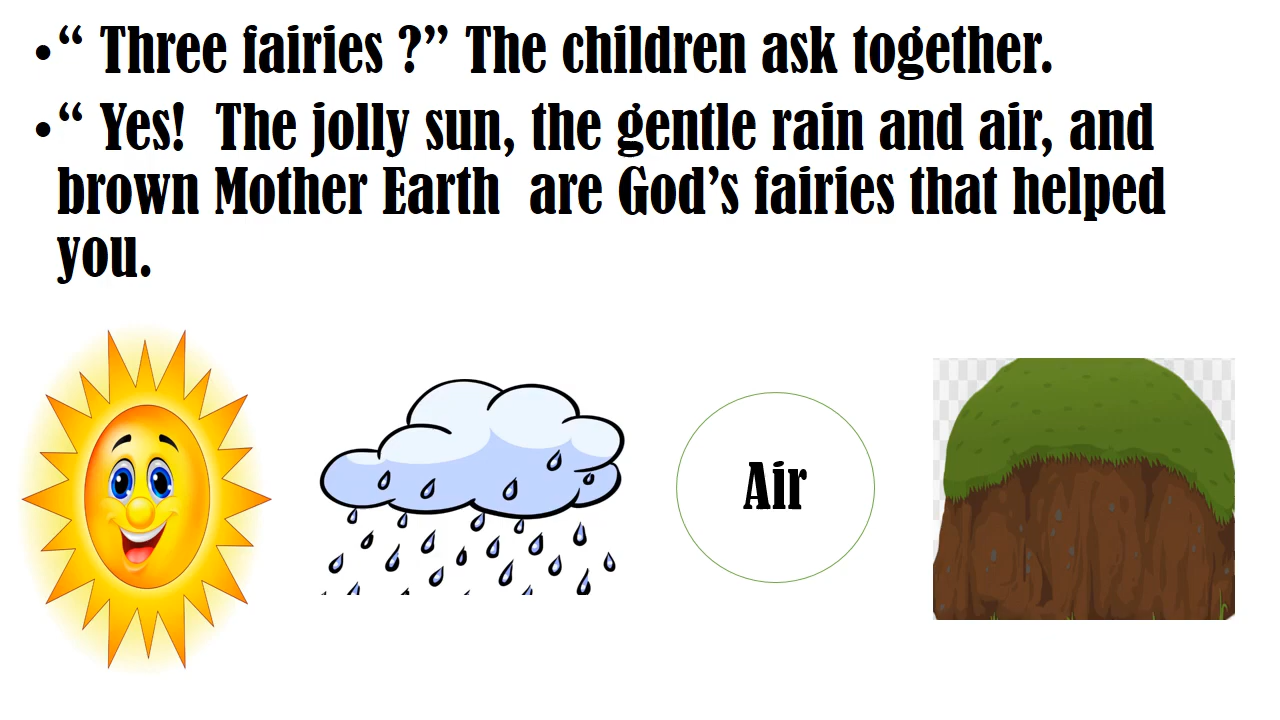 •“ Three fairies ?” The children ask together.
•“ Yes!  The jolly sun, the gentle rain and air, and
brown Mother Earth  are God’s fairies that helped
you.
Air